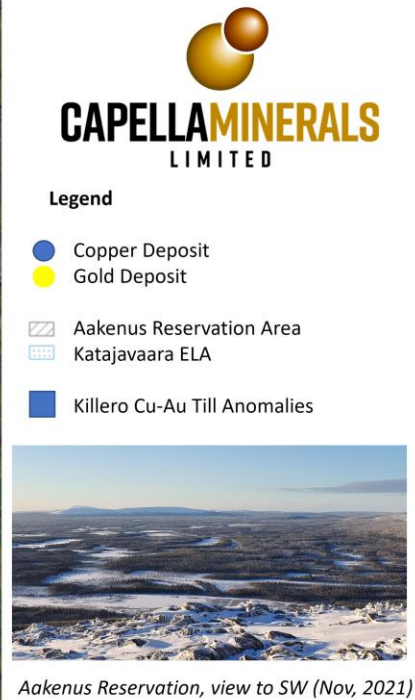 CAPELLAMINERALS
LIMITED
Legend
Copper Deposit
Gold Deposit
Aakenus Reservation Area
Katajavaara ELA
Killero Cu-Au Till Anomalies
Aakenus Reservation, view to SW (Nov, 2021)